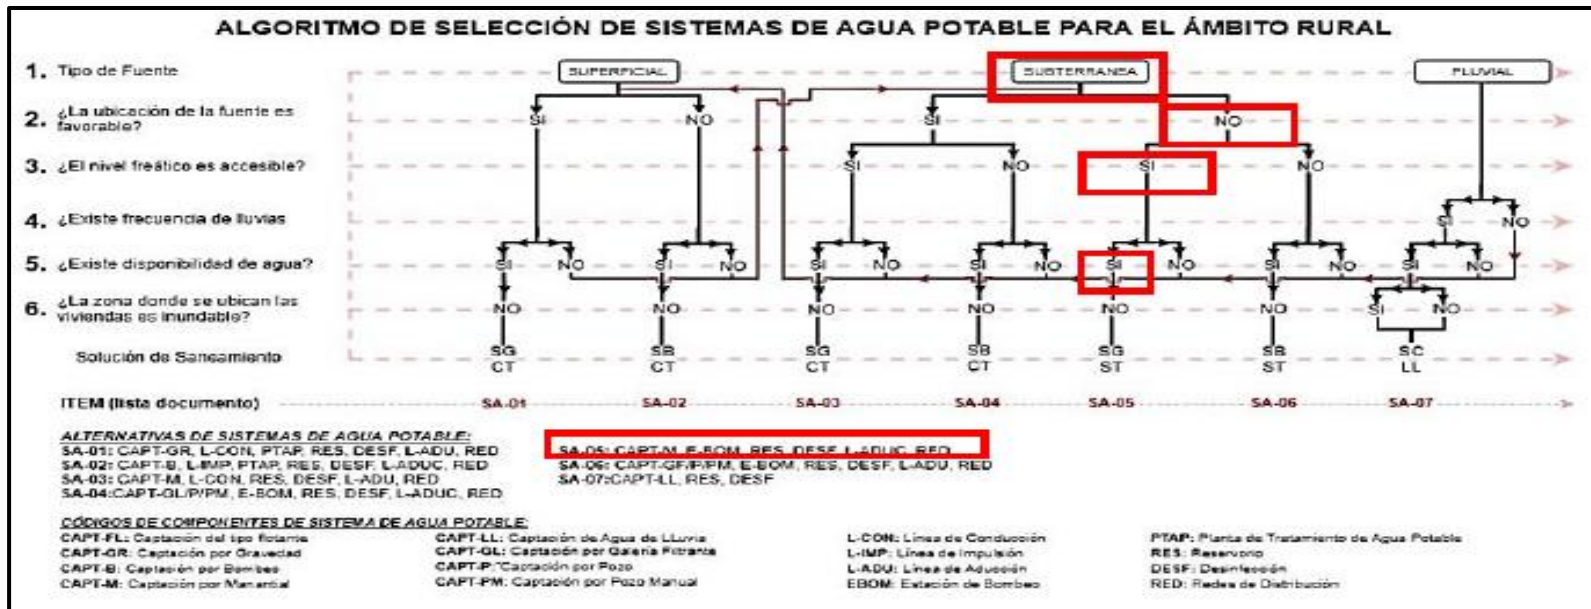 ALGORITMO DE SELECCIÓN DE SISTEMAS DE AGUA POTABLE PARA EL ÁMBITO RURAL
1. Tipo de Fuente SUPERFICIAL SUBTERRANEA PLUVIAL
2. ¿La ubicación de la fuente es favorable? SI NO SI NO
3. ¿El nivel freático es accesible? SI NO SI NO
4. ¿Existe frecuencia de lluvias SI NO
5. ¿Existe disponibilidad de agua? SI NO SI NO SI NO SI NO SI NO SI NO SI NO
6. ¿La zona donde se ubican las viviendas es inundable? NO NO NO NO NO NO SI NO
Solución de Saneamiento SG SB SG SB SG SB SC
CT CT CT CT ST ST LL
ITEM (lista documento) SA-01 SA-02 SA-03 SA-04 SA-05 SA-06 SA-07
ALTERNATIVAS DE SISTEMAS DE AGUA POTABLE:
SA-01: CAPT-GR, L-CON, PTAP, RES, DESF, L-ADU, RED
SA-02: CAPT-B, L-IMP, PTAP, RES, DESF, L-ADUC, RED
SA-03: CAPT-M, L-CON, RES, DESF, L-ADU, RED
SA-04:CAPT-GL/P/PM, E-BOM, RES, DESF, L-ADUC, RED
SA-05: CAPT-M, E-BOM, RES, DESF, L-ADUC, RED
SA-06: CAPT-GF/P/PM, E-BOM, RES, DESF, L-ADU, RED
SA-07:CAPT-LL, RES, DESF
CÓDIGOS DE COMPONENTES DE SISTEMA DE AGUA POTABLE:
CAPT-FL: Captación del tipo flotante
CAPT-GR: Captación por Gravedad
CAPT-B: Captación por Bombeo
CAPT-M: Captación por Manantial
CAPT-LL: Captación de Agua de LLuvia
CAPT-GL: Captación por Galería Filtrante
CAPT-P: Captación por Pozo
CAPT-PM: Captación por Pozo Manual
L-CON: Línea de Conducción
L-IMP: Línea de Impulsión
L-ADU: Línea de Aducción
EBOM: Estación de Bombeo
PTAP: Planta de Tratamiento de Agua Potable
RES: Reservorio
DESF: Desinfección
RED: Redes de Distribución